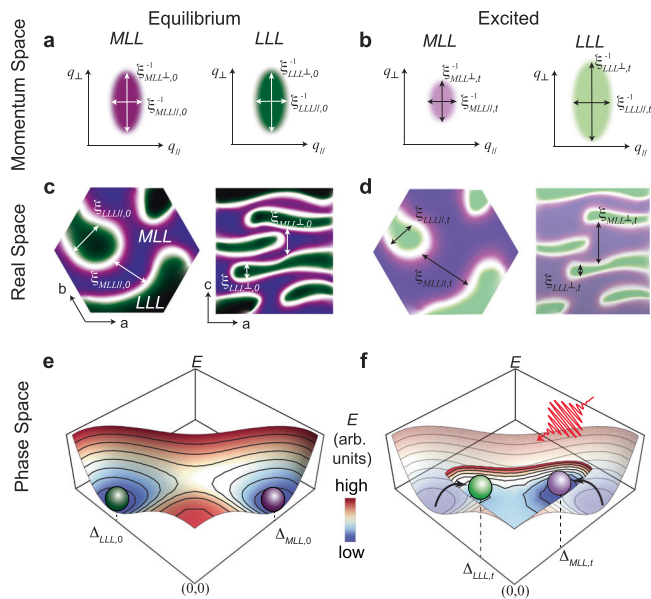 Equilibrium
Excited
Momentum Space
a
MLL
LLL
b
MLL
LLL
q⊥
ξ⁻¹MLL⊥,0
ξ⁻¹MLL//,0
q//
q⊥
ξ⁻¹LLL⊥,0
ξ⁻¹LLL//,0
q//
q⊥
ξ⁻¹MLL⊥,t
ξ⁻¹MLL//,t
q//
q⊥
ξ⁻¹LLL⊥,t
ξ⁻¹LLL//,t
q//
Real Space
c
ξLLL//,0
MLL
ξMLL//,0
LLL
b
a
ξMLL⊥,0
ξLLL⊥,0
c
a
d
ξLLL//,t
ξMLL//,t
ξMLL⊥,t
ξLLL⊥,t
Phase Space
e
E
ΔLLL,0
ΔMLL,0
(0,0)
E
(arb.
units)
high
low
f
E
ΔLLL,t
ΔMLL,t
(0,0)